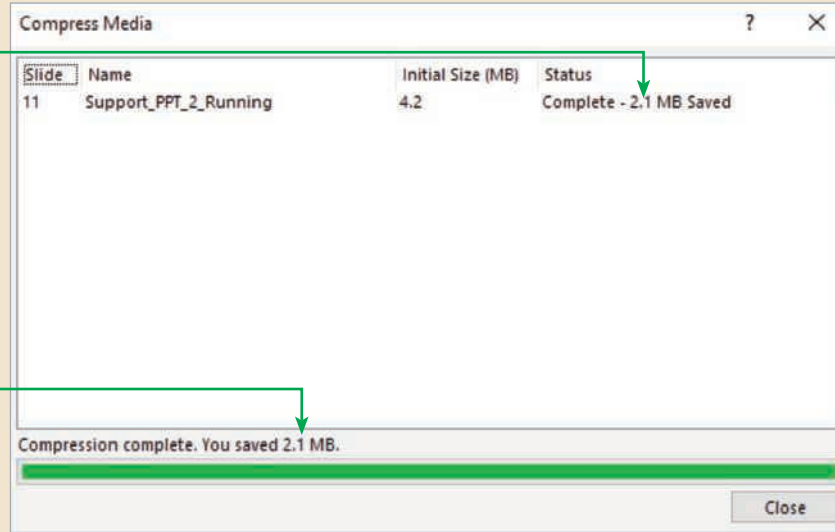 Compress Media ?
Slide Name Initial Size (MB) Status
11 Support_PPT_2_Running 4.2 Complete - 2.1 MB Saved
Compression complete. You saved 2.1 MB.
Close